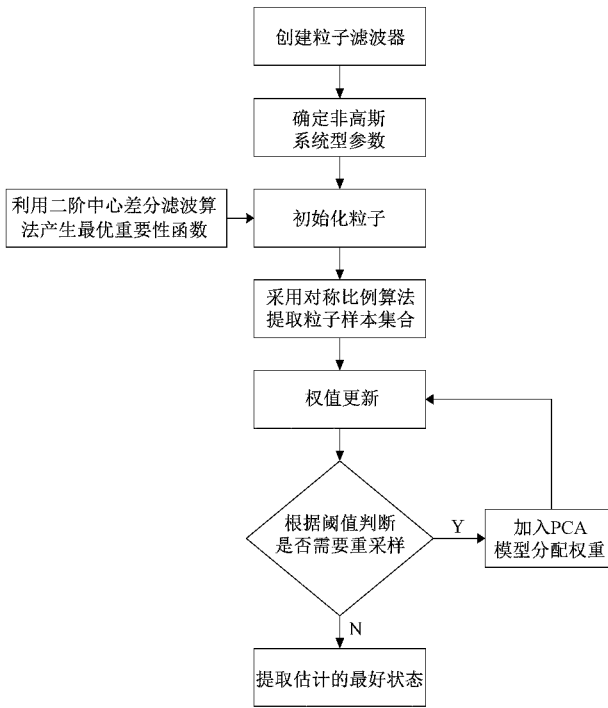 创建粒子滤波器
确定非高斯
系统型参数
利用二阶中心差分滤波算
法产生最优重要性函数
初始化粒子
采用对称比例算法
提取粒子样本集合
权值更新
根据阈值判断
是否需要重采样
Y
加入PCA
模型分配权重
N
提取估计的最好状态